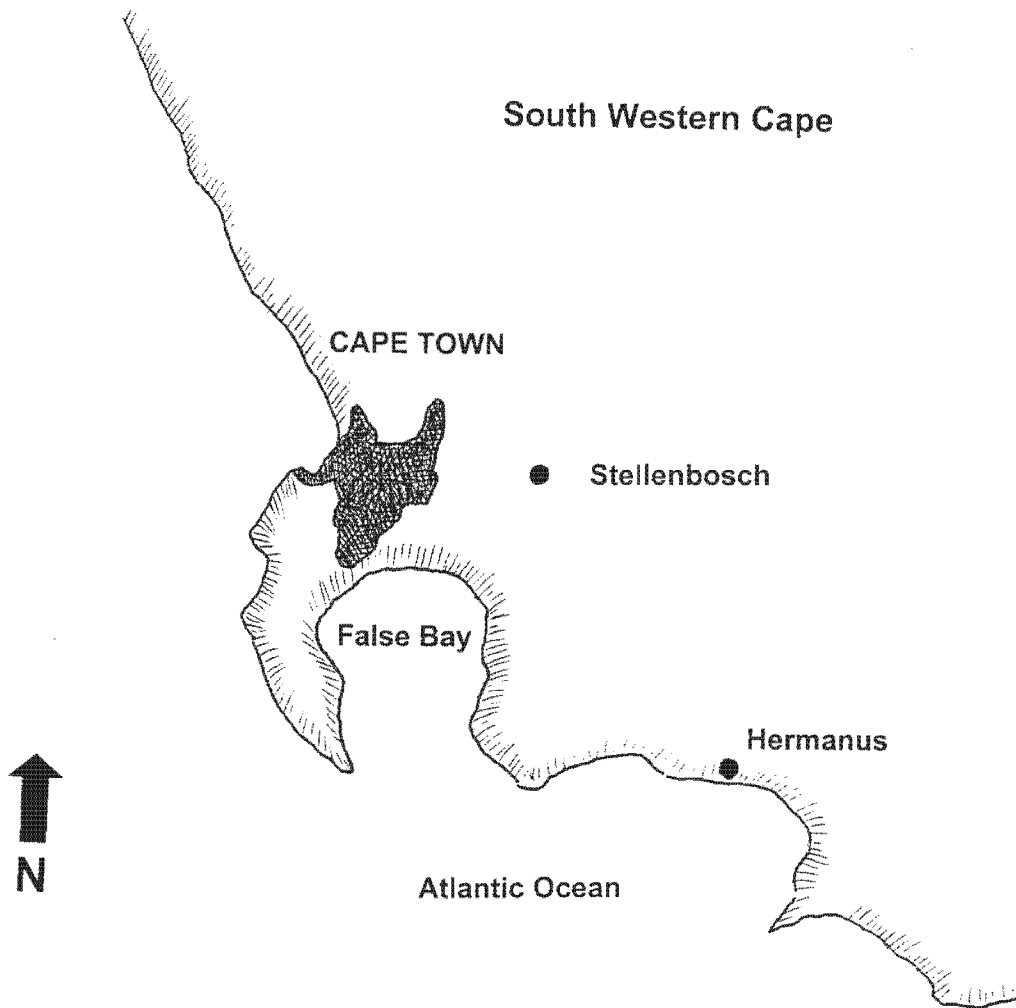 South Western Cape
CAPE TOWN
Stellenbosch
False Bay
Hermanus
N
Atlantic Ocean